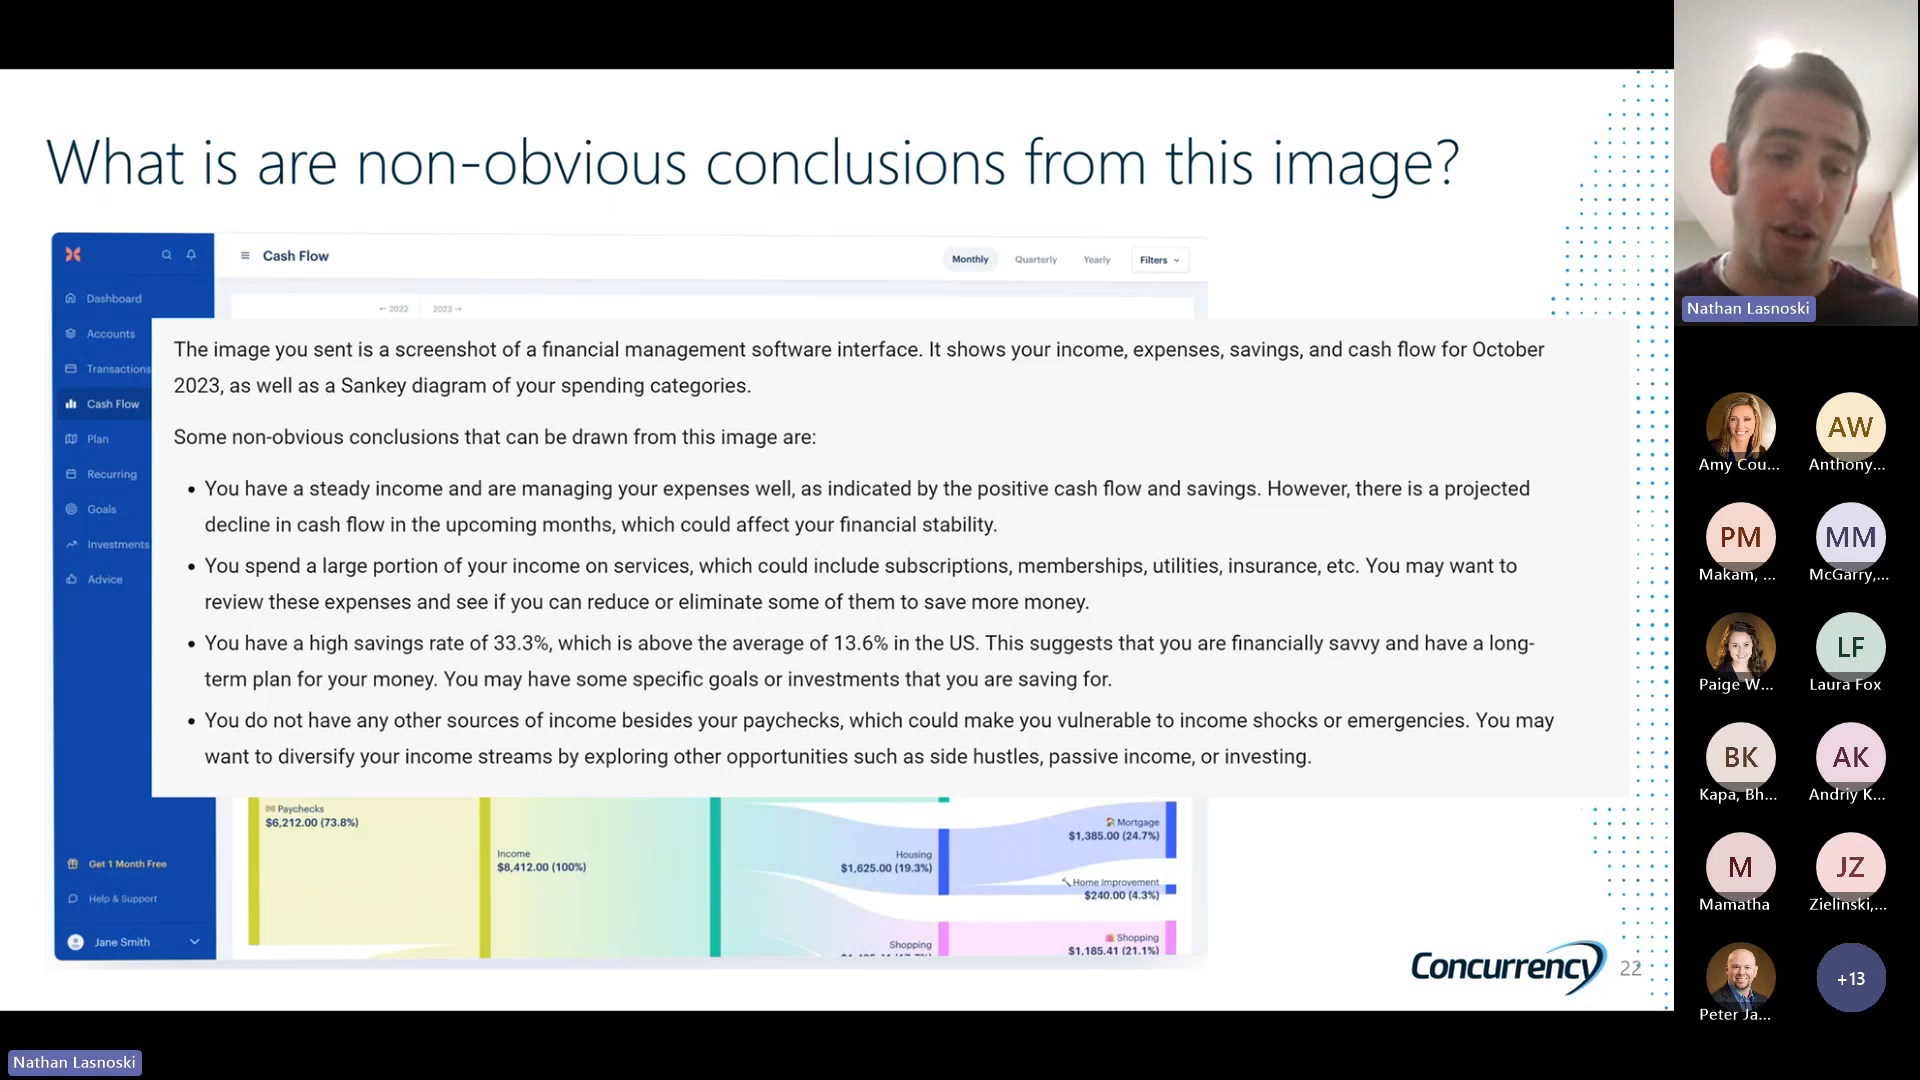 What is are non-obvious conclusions from this image?
Cash Flow
Monthly
Quarterly
Yearly
Filters
← 2022
2023 →
Dashboard
Accounts
Transactions
Cash Flow
Plan
Recurring
Goals
Investments
Advice
Get 1 Month Free
Help & Support
Jane Smith
The image you sent is a screenshot of a financial management software interface. It shows your income, expenses, savings, and cash flow for October
2023, as well as a Sankey diagram of your spending categories.
Some non-obvious conclusions that can be drawn from this image are:
• You have a steady income and are managing your expenses well, as indicated by the positive cash flow and savings. However, there is a projected
decline in cash flow in the upcoming months, which could affect your financial stability.
• You spend a large portion of your income on services, which could include subscriptions, memberships, utilities, insurance, etc. You may want to
review these expenses and see if you can reduce or eliminate some of them to save more money.
• You have a high savings rate of 33.3%, which is above the average of 13.6% in the US. This suggests that you are financially savvy and have a long-
term plan for your money. You may have some specific goals or investments that you are saving for.
• You do not have any other sources of income besides your paychecks, which could make you vulnerable to income shocks or emergencies. You may
want to diversify your income streams by exploring other opportunities such as side hustles, passive income, or investing.
Paychecks
$6,212.00 (73.8%)
Income
$8,412.00 (100%)
Housing
$1,625.00 (19.3%)
Shopping
Mortgage
$1,385.00 (24.7%)
Home Improvement
$240.00 (4.3%)
Shopping
$1,185.41 (21.1%)
Concurrency
22
Nathan Lasnoski
Amy Cou...
AW
Anthony,...
PM
Makam, ...
MM
McGarry,...
Paige W...
LF
Laura Fox
BK
Kapa, Bh...
AK
Andriy K...
M
Mamatha
JZ
Zielinski,...
Peter Ja...
+13
Nathan Lasnoski